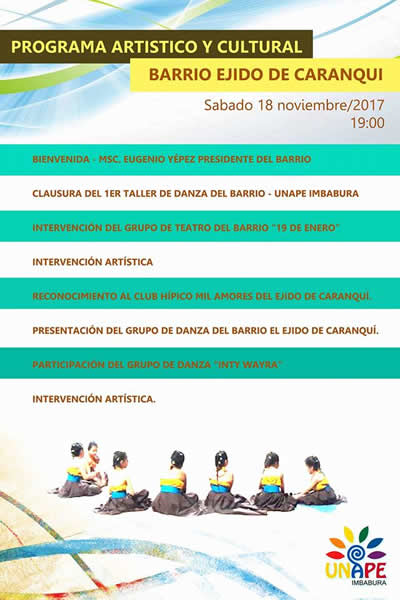 PROGRAMA ARTISTICO Y CULTURAL
BARRIO EJIDO DE CARANQUI
Sabado 18 noviembre/2017
19:00
BIENVENIDA - MSC. EUGENIO YÉPEZ PRESIDENTE DEL BARRIO
CLAUSURA DEL 1ER TALLER DE DANZA DEL BARRIO - UNAPE IMBABURA
INTERVENCIÓN DEL GRUPO DE TEATRO DEL BARRIO "19 DE ENERO"
INTERVENCIÓN ARTÍSTICA
RECONOCIMIENTO AL CLUB HÍPICO MIL AMORES DEL EJIDO DE CARANQUÍ.
PRESENTACIÓN DEL GRUPO DE DANZA DEL BARRIO EL EJIDO DE CARANQUÍ.
PARTICIPACIÓN DEL GRUPO DE DANZA "INTY WAYRA"
INTERVENCIÓN ARTÍSTICA.
UNAPE
IMBABURA